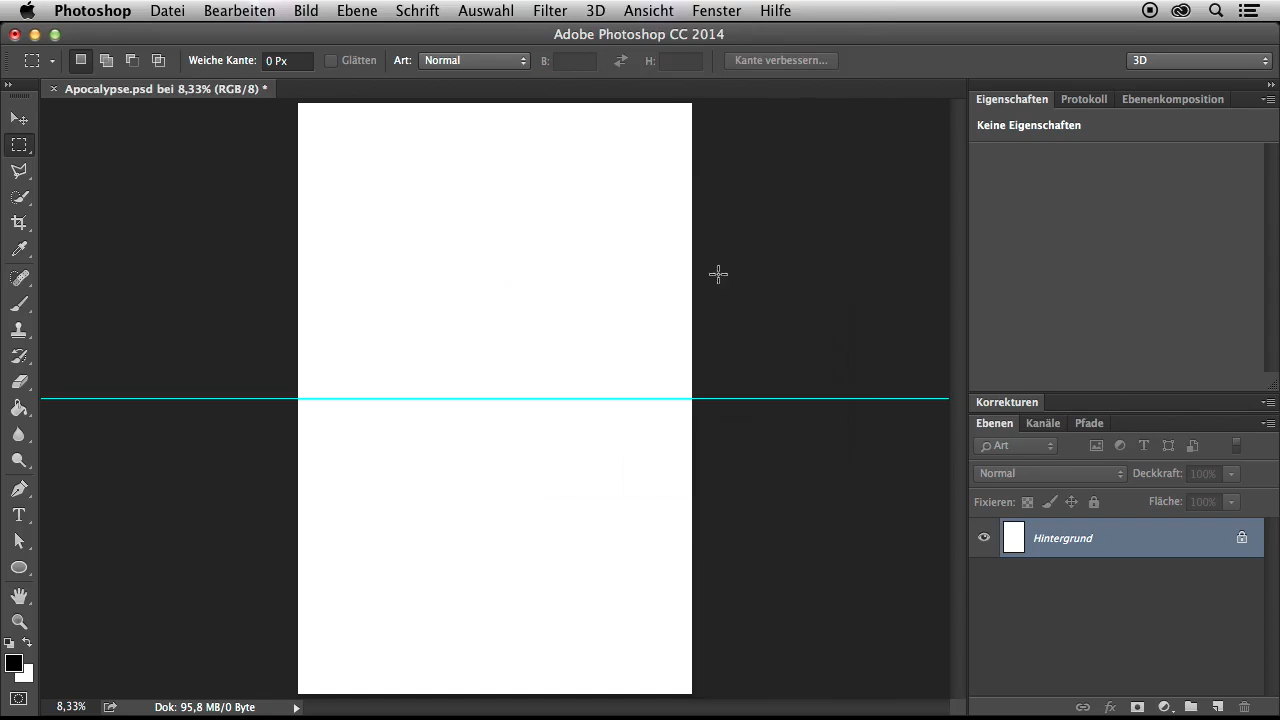 Photoshop Datei Bearbeiten Bild Ebene Schrift Auswahl Filter 3D Ansicht Fenster Hilfe
Adobe Photoshop CC 2014
Weiche Kante: 0 Px Glätten Art: Normal B: H: Kante verbessern... 3D
Apocalypse.psd bei 8,33% (RGB/8) *
Eigenschaften Protokoll Ebenenkomposition
Keine Eigenschaften
Korrekturen
Ebenen Kanäle Pfade
Art
Normal Deckkraft: 100%
Fixieren: Fläche: 100%
Hintergrund
8,33% Dok: 95,8 MB/0 Byte